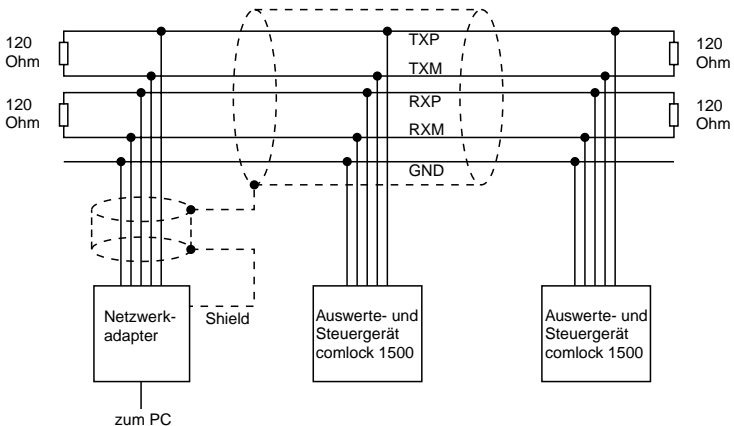 120
Ohm
TXP
120
Ohm
TXM
120
Ohm
RXP
120
Ohm
RXM
GND
Netzwerk-
adapter
Shield
Auswerte- und
Steuergerät
comlock 1500
Auswerte- und
Steuergerät
comlock 1500
zum PC